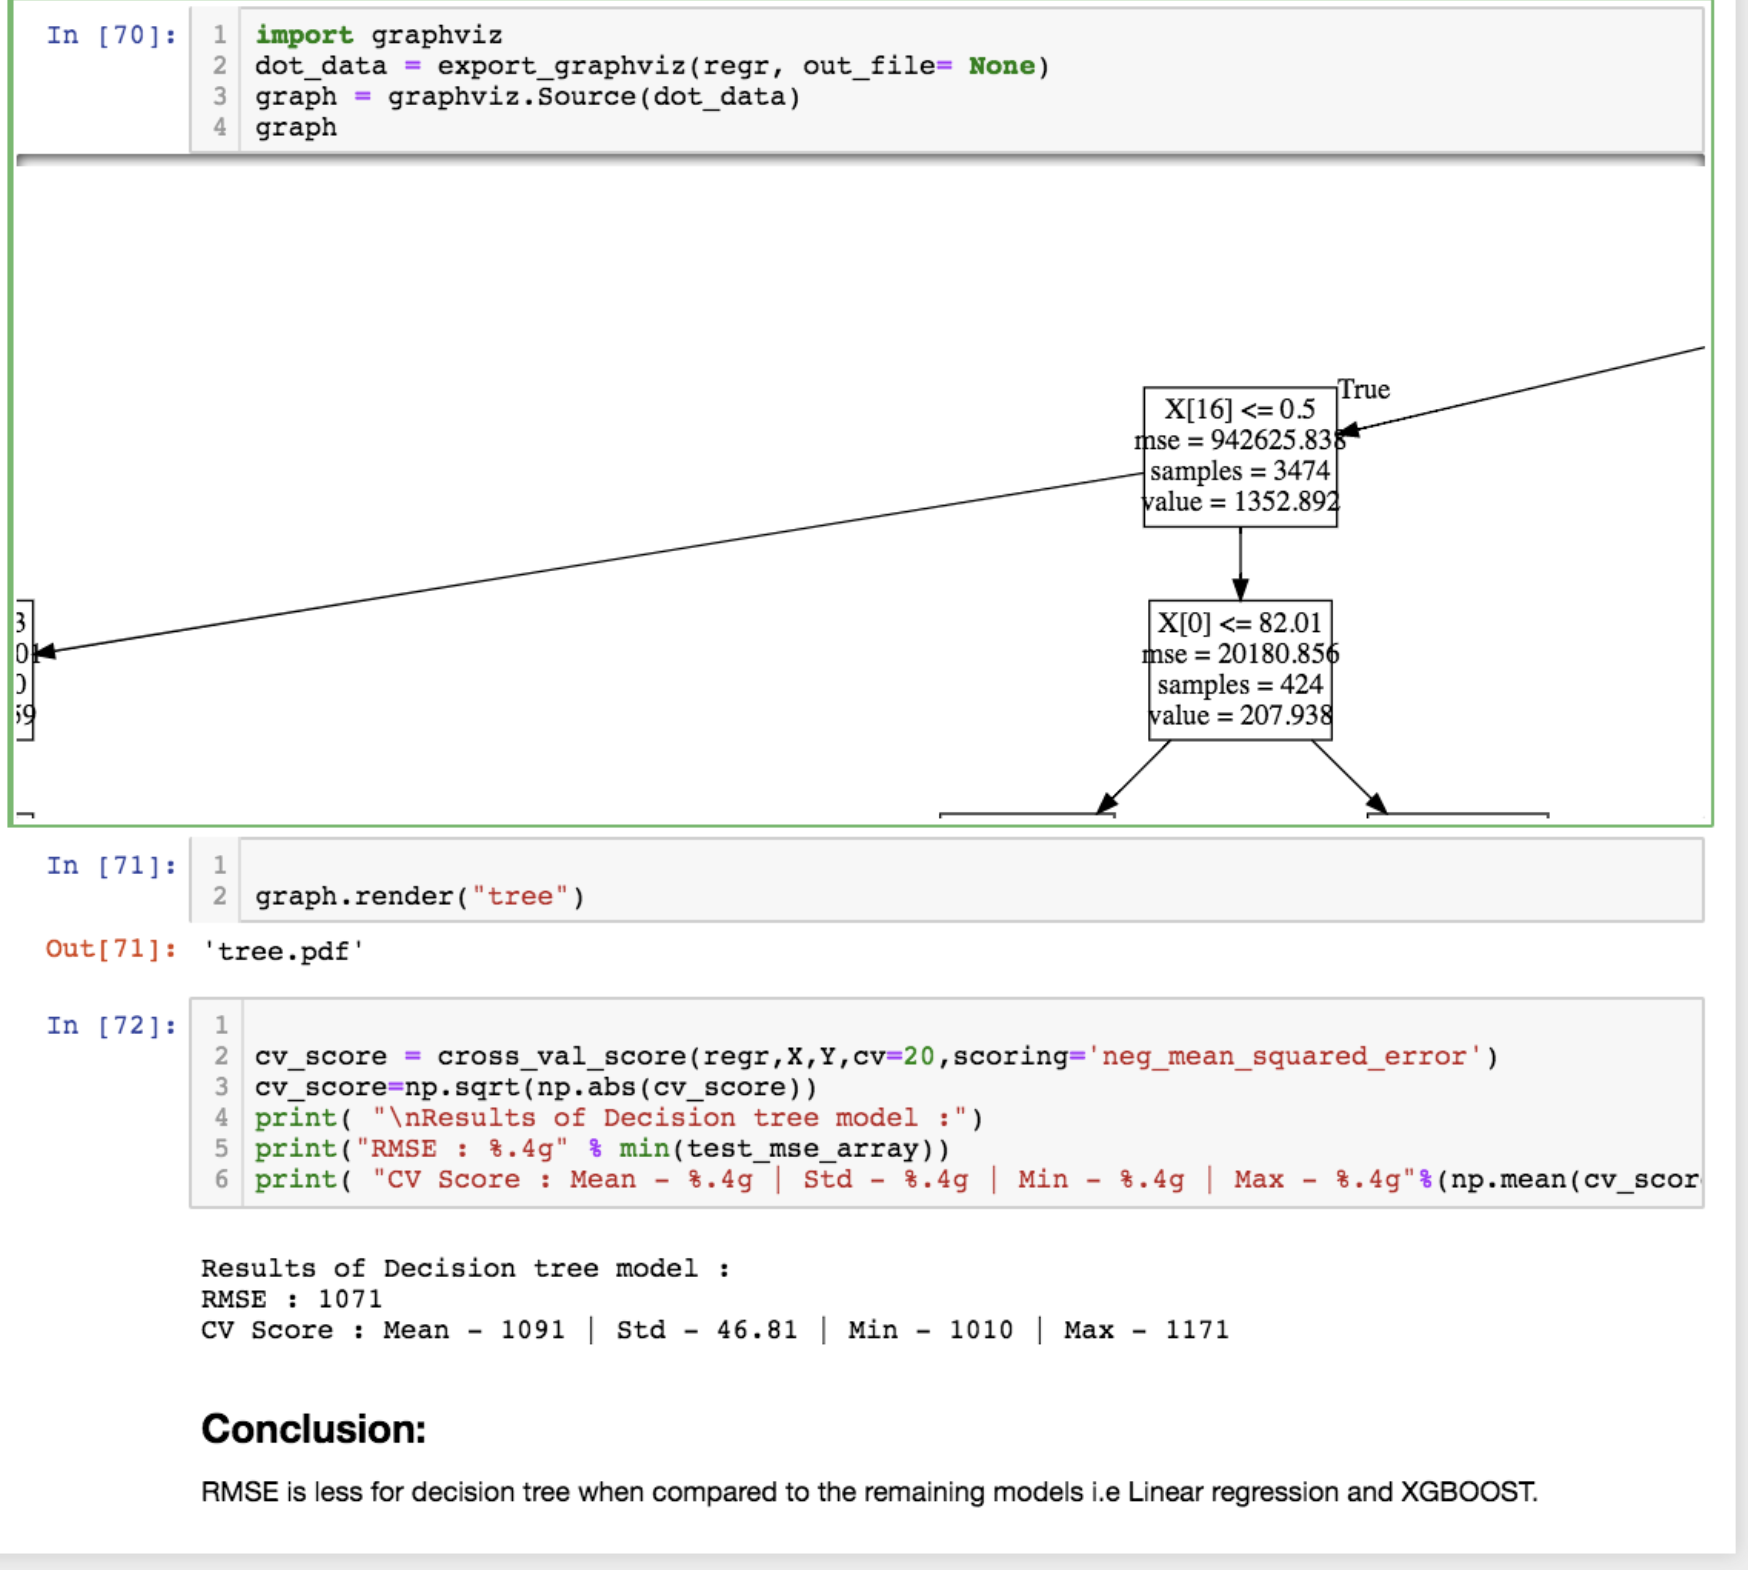 In [70]:
1 import graphviz
2 dot_data = export_graphviz(regr, out_file= None)
3 graph = graphviz.Source(dot_data)
4 graph
True
X[16] <= 0.5
mse = 942625.838
samples = 3474
value = 1352.892
3
01
0
59
X[0] <= 82.01
mse = 20180.856
samples = 424
value = 207.938
In [71]:
1
2 graph.render("tree")
Out[71]: 'tree.pdf'
In [72]:
1
2 cv_score = cross_val_score(regr,X,Y,cv=20,scoring='neg_mean_squared_error')
3 cv_score=np.sqrt(np.abs(cv_score))
4 print( "\nResults of Decision tree model :")
5 print("RMSE : %.4g" % min(test_mse_array))
6 print( "CV Score : Mean - %.4g | Std - %.4g | Min - %.4g | Max - %.4g"%(np.mean(cv_scor
Results of Decision tree model :
RMSE : 1071
CV Score : Mean - 1091 | Std - 46.81 | Min - 1010 | Max - 1171
Conclusion:
RMSE is less for decision tree when compared to the remaining models i.e Linear regression and XGBOOST.